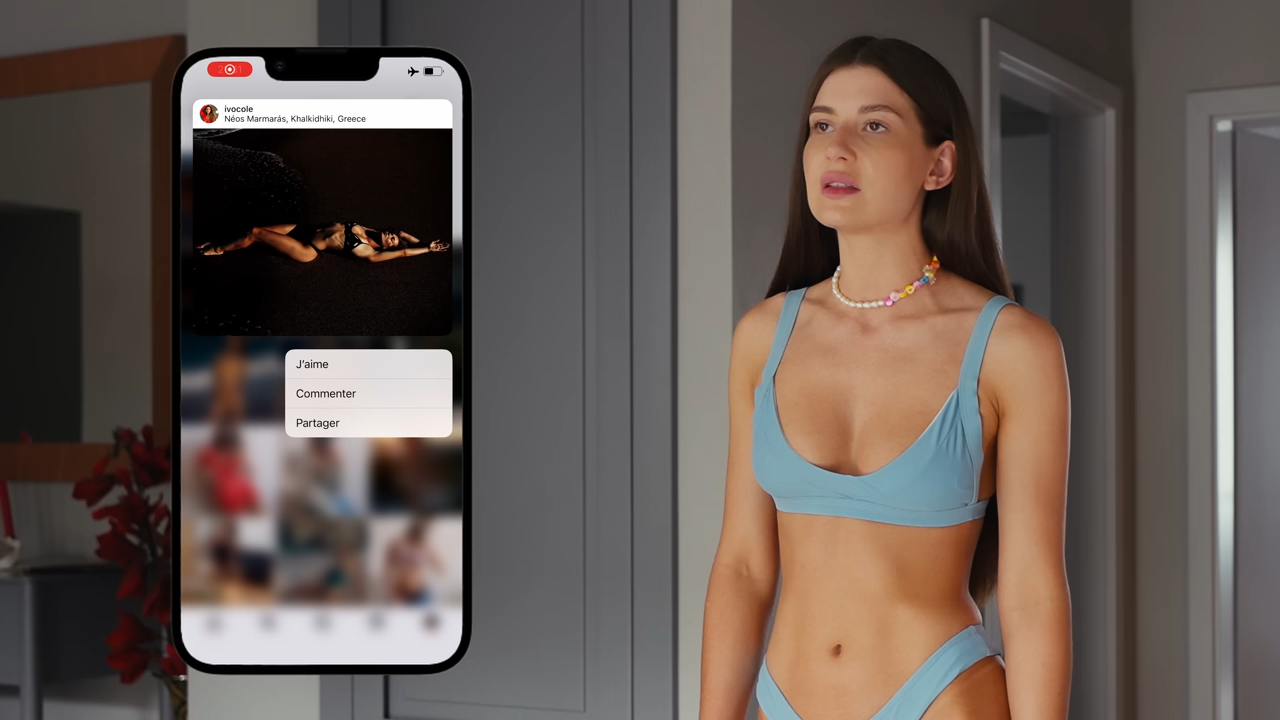 ivocole
Néos Marmarás, Khalkidhiki, Greece
J'aime
Commenter
Partager